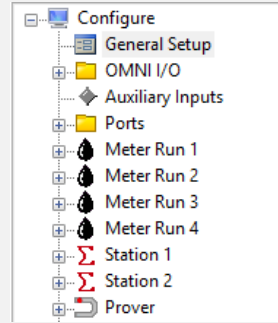 Configure
General Setup
OMNI I/O
Auxiliary Inputs
Ports
Meter Run 1
Meter Run 2
Meter Run 3
Meter Run 4
Station 1
Station 2
Prover